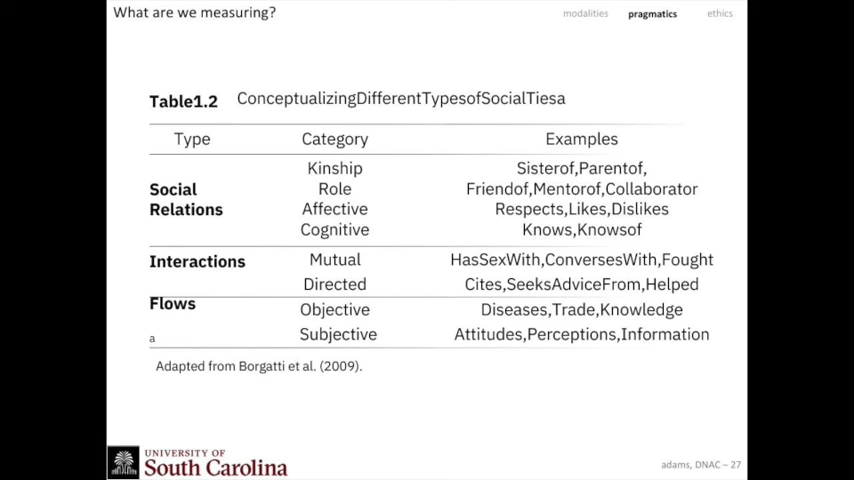 What are we measuring?
modalities pragmatics ethics
Table1.2 ConceptualizingDifferentTypesofSocialTiesa
Type Category Examples
Kinship Sisterof,Parentof,
Social Role Friendof,Mentorof,Collaborator
Relations Affective Respects,Likes,Dislikes
Cognitive Knows,Knowsof
Interactions Mutual HasSexWith,ConversesWith,Fought
Directed Cites,SeeksAdviceFrom,Helped
Flows Objective Diseases,Trade,Knowledge
Subjective Attitudes,Perceptions,Information
a
Adapted from Borgatti et al. (2009).
UNIVERSITY OF
South Carolina
adams, DNAC – 27